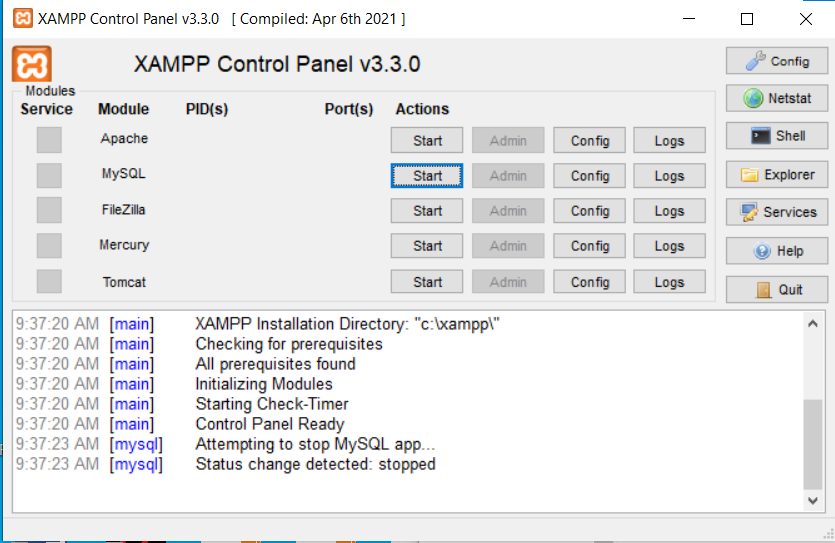 XAMPP Control Panel v3.3.0 [ Compiled: Apr 6th 2021 ]
XAMPP Control Panel v3.3.0
Config
Modules
Service Module PID(s) Port(s) Actions
Netstat
Apache Start Admin Config Logs
Shell
MySQL Start Admin Config Logs
Explorer
FileZilla Start Admin Config Logs
Services
Mercury Start Admin Config Logs
Help
Tomcat Start Admin Config Logs
Quit
9:37:20 AM [main] XAMPP Installation Directory: "c:\xampp\"
9:37:20 AM [main] Checking for prerequisites
9:37:20 AM [main] All prerequisites found
9:37:20 AM [main] Initializing Modules
9:37:20 AM [main] Starting Check-Timer
9:37:20 AM [main] Control Panel Ready
9:37:23 AM [mysql] Attempting to stop MySQL app...
9:37:23 AM [mysql] Status change detected: stopped